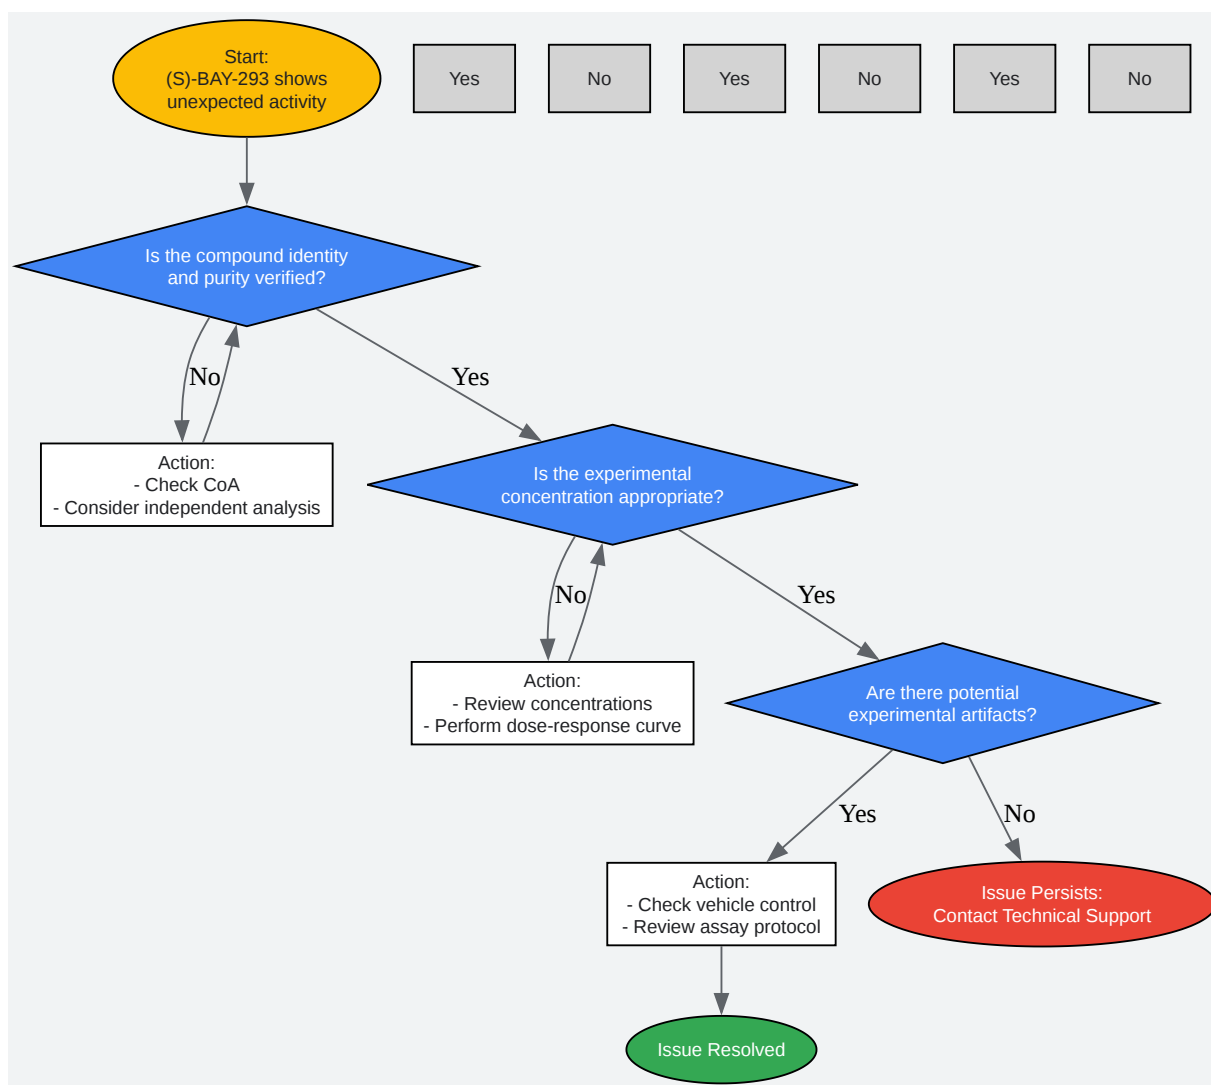 Start:
(S)-BAY-293 shows
unexpected activity
Yes
No
Yes
No
Yes
No
Is the compound identity
and purity verified?
No
Yes
Action:
- Check CoA
- Consider independent analysis
Is the experimental
concentration appropriate?
No
Yes
Action:
- Review concentrations
- Perform dose-response curve
Are there potential
experimental artifacts?
Yes
No
Action:
- Check vehicle control
- Review assay protocol
Issue Persists:
Contact Technical Support
Issue Resolved